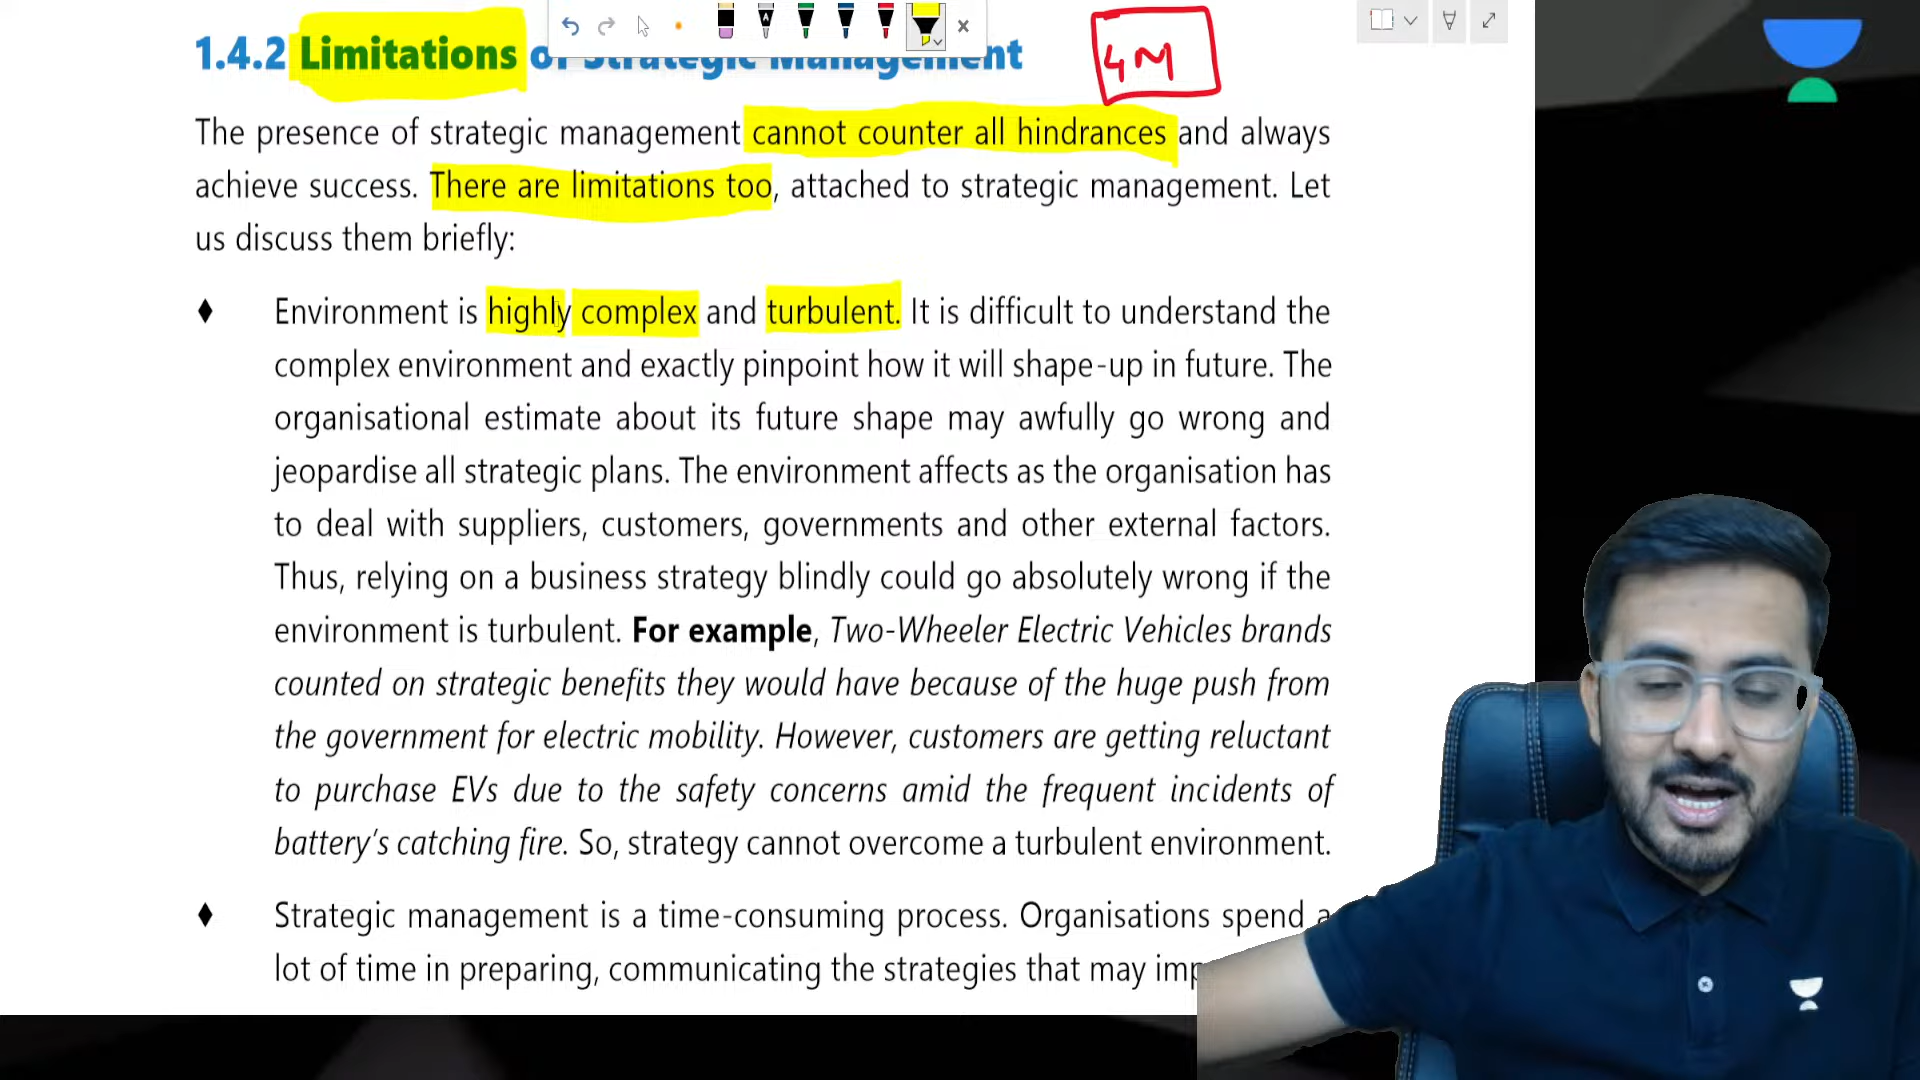 1.4.2 Limitations of Strategic Management
4M
The presence of strategic management cannot counter all hindrances and always
achieve success. There are limitations too, attached to strategic management. Let
us discuss them briefly:
♦ Environment is highly complex and turbulent. It is difficult to understand the
complex environment and exactly pinpoint how it will shape-up in future. The
organisational estimate about its future shape may awfully go wrong and
jeopardise all strategic plans. The environment affects as the organisation has
to deal with suppliers, customers, governments and other external factors.
Thus, relying on a business strategy blindly could go absolutely wrong if the
environment is turbulent. For example, Two-Wheeler Electric Vehicles brands
counted on strategic benefits they would have because of the huge push from
the government for electric mobility. However, customers are getting reluctant
to purchase EVs due to the safety concerns amid the frequent incidents of
battery's catching fire. So, strategy cannot overcome a turbulent environment.
♦ Strategic management is a time-consuming process. Organisations spend a
lot of time in preparing, communicating the strategies that may